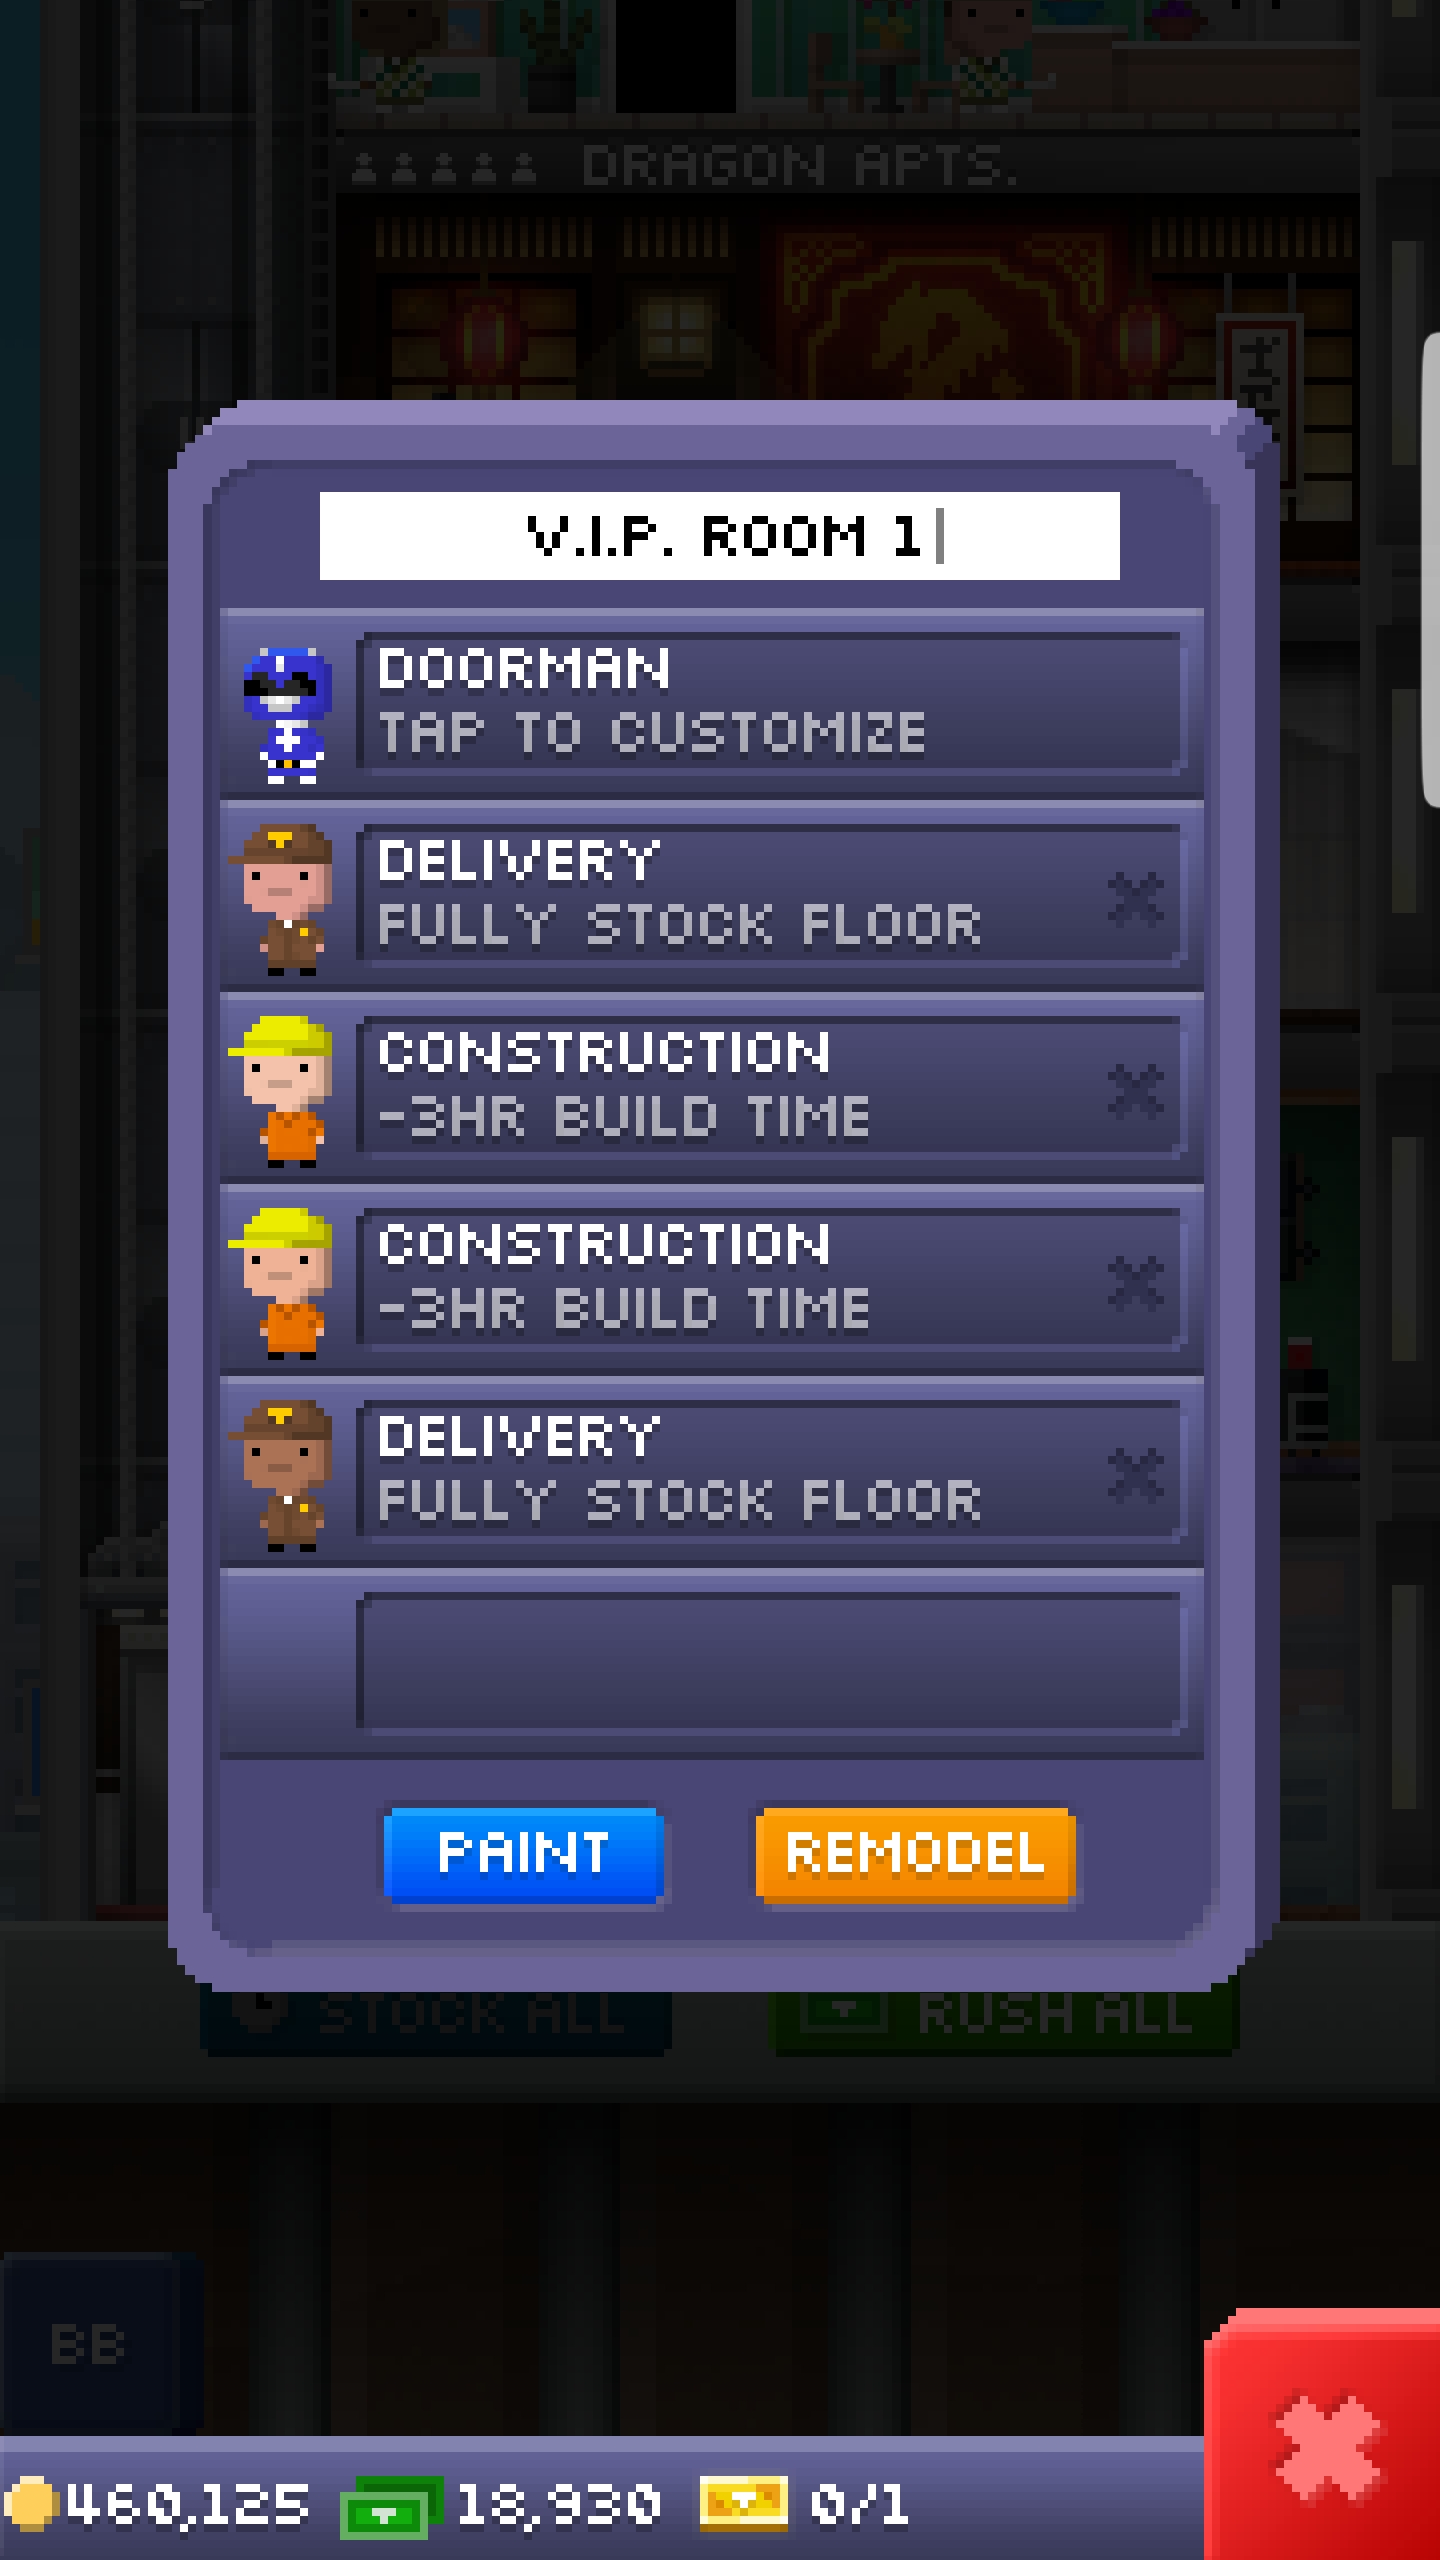 DRAGON APTS.
V.I.P. ROOM 1
DOORMAN
TAP TO CUSTOMIZE
DELIVERY
FULLY STOCK FLOOR
CONSTRUCTION
-3HR BUILD TIME
CONSTRUCTION
-3HR BUILD TIME
DELIVERY
FULLY STOCK FLOOR
PAINT REMODEL
STOCK ALL RUSH ALL
BB
460,125 18,930 0/1